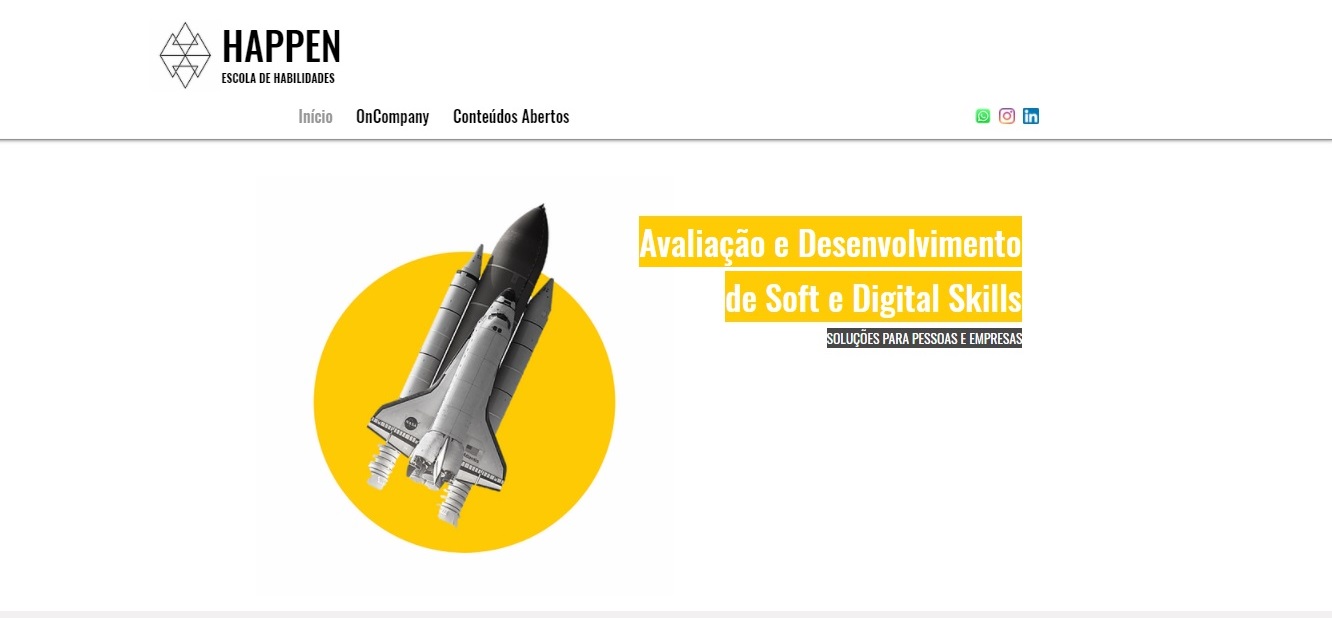 HAPPEN
ESCOLA DE HABILIDADES
Início OnCompany Conteúdos Abertos
Avaliação e Desenvolvimento
de Soft e Digital Skills
SOLUÇÕES PARA PESSOAS E EMPRESAS